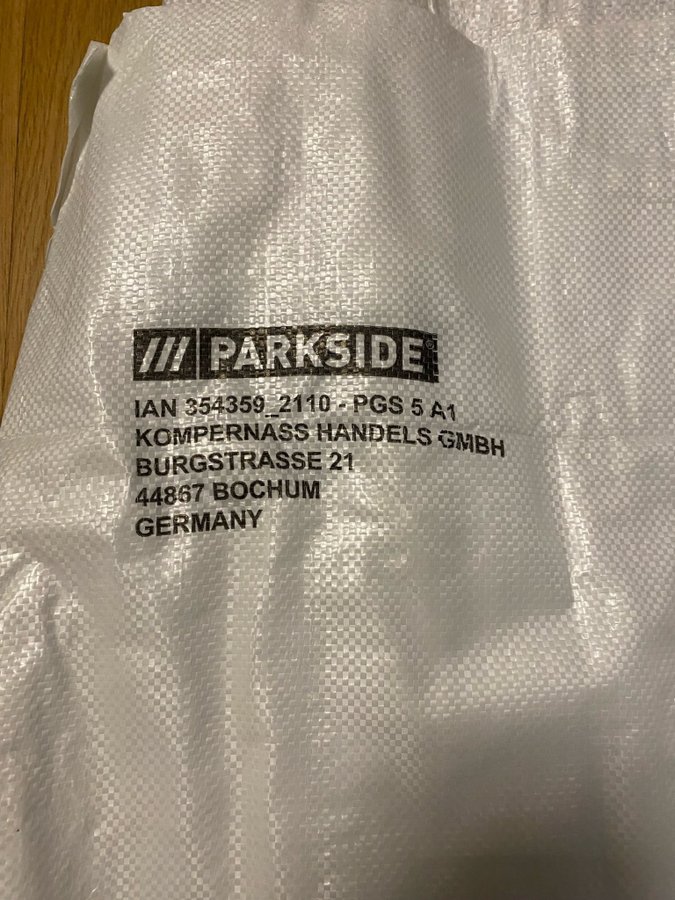 /// PARKSIDE®
IAN 354359_2110 - PGS 5 A1
KOMPERNASS HANDELS GMBH
BURGSTRASSE 21
44867 BOCHUM
GERMANY